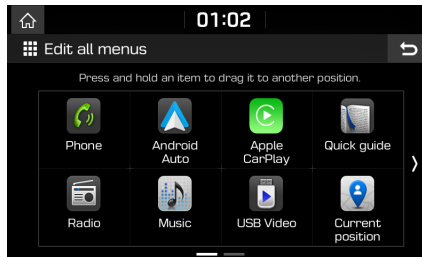 01:02
Edit all menus
Press and hold an item to drag it to another position.
Phone
Android
Auto
Apple
CarPlay
Quick guide
Radio
Music
USB Video
Current
position